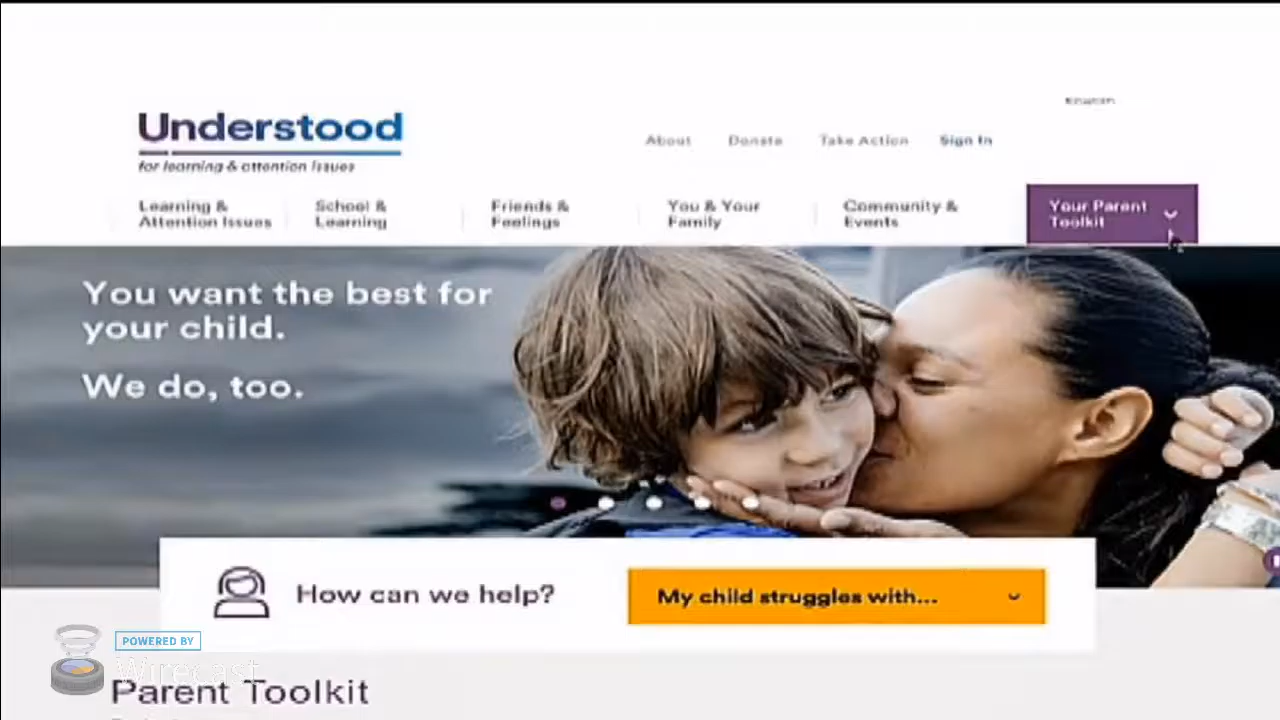 Understood
for learning & attention issues
About Donate Take Action Sign In
Learning &
Attention Issues
School &
Learning
Friends &
Feelings
You & Your
Family
Community &
Events
Your Parent
Toolkit
You want the best for
your child.
We do, too.
How can we help?
My child struggles with...
POWERED BY
Wirecast
Parent Toolkit